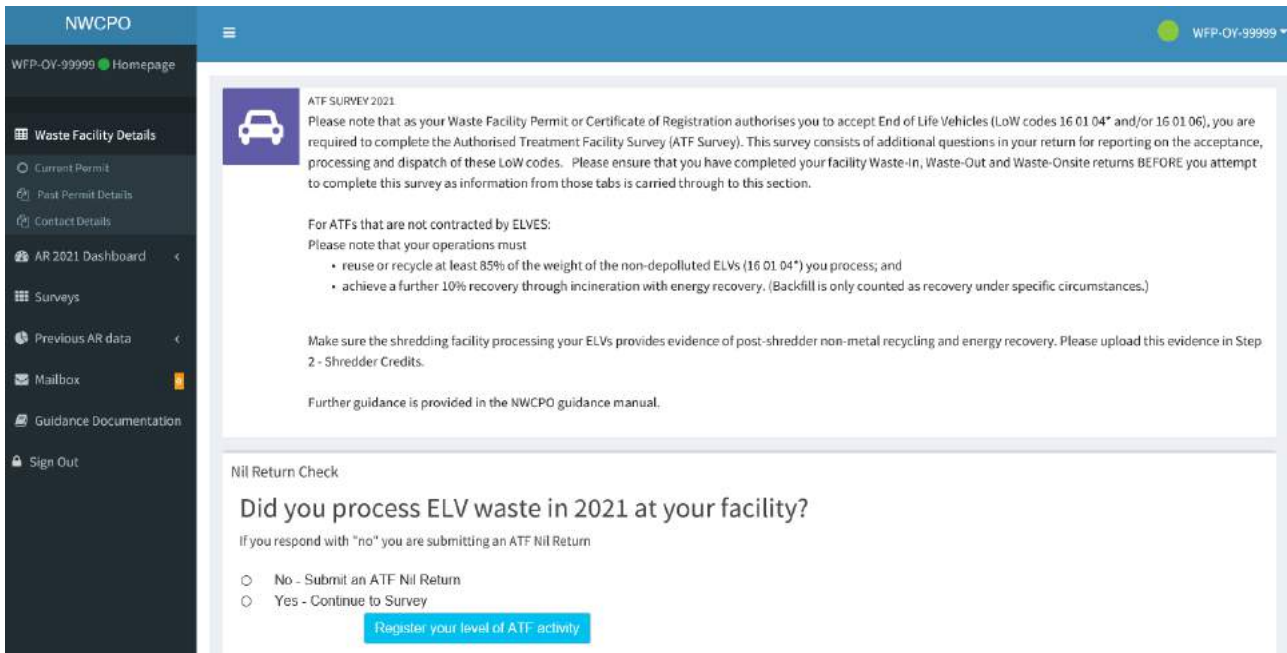 NWCPO
WFP-OY-99999
WFP-OY-99999 Homepage
Waste Facility Details
Current Permit
Past Permit Details
Contact Details
AR 2021 Dashboard
Surveys
Previous AR data
Mailbox
Guidance Documentation
Sign Out
ATF SURVEY 2021
Please note that as your Waste Facility Permit or Certificate of Registration authorises you to accept End of Life Vehicles (LoW codes 16 01 04* and/or 16 01 06), you are
required to complete the Authorised Treatment Facility Survey (ATF Survey). This survey consists of additional questions in your return for reporting on the acceptance,
processing and dispatch of these LoW codes. Please ensure that you have completed your facility Waste-In, Waste-Out and Waste-Onsite returns BEFORE you attempt
to complete this survey as information from those tabs is carried through to this section.
For ATFs that are not contracted by ELVES:
Please note that your operations must
• reuse or recycle at least 85% of the weight of the non-depolluted ELVs (16 01 04*) you process; and
• achieve a further 10% recovery through incineration with energy recovery. (Backfill is only counted as recovery under specific circumstances.)
Make sure the shredding facility processing your ELVs provides evidence of post-shredder non-metal recycling and energy recovery. Please upload this evidence in Step
2 - Shredder Credits.
Further guidance is provided in the NWCPO guidance manual.
Nil Return Check
Did you process ELV waste in 2021 at your facility?
If you respond with "no" you are submitting an ATF Nil Return
No - Submit an ATF Nil Return
Yes - Continue to Survey
Register your level of ATF activity